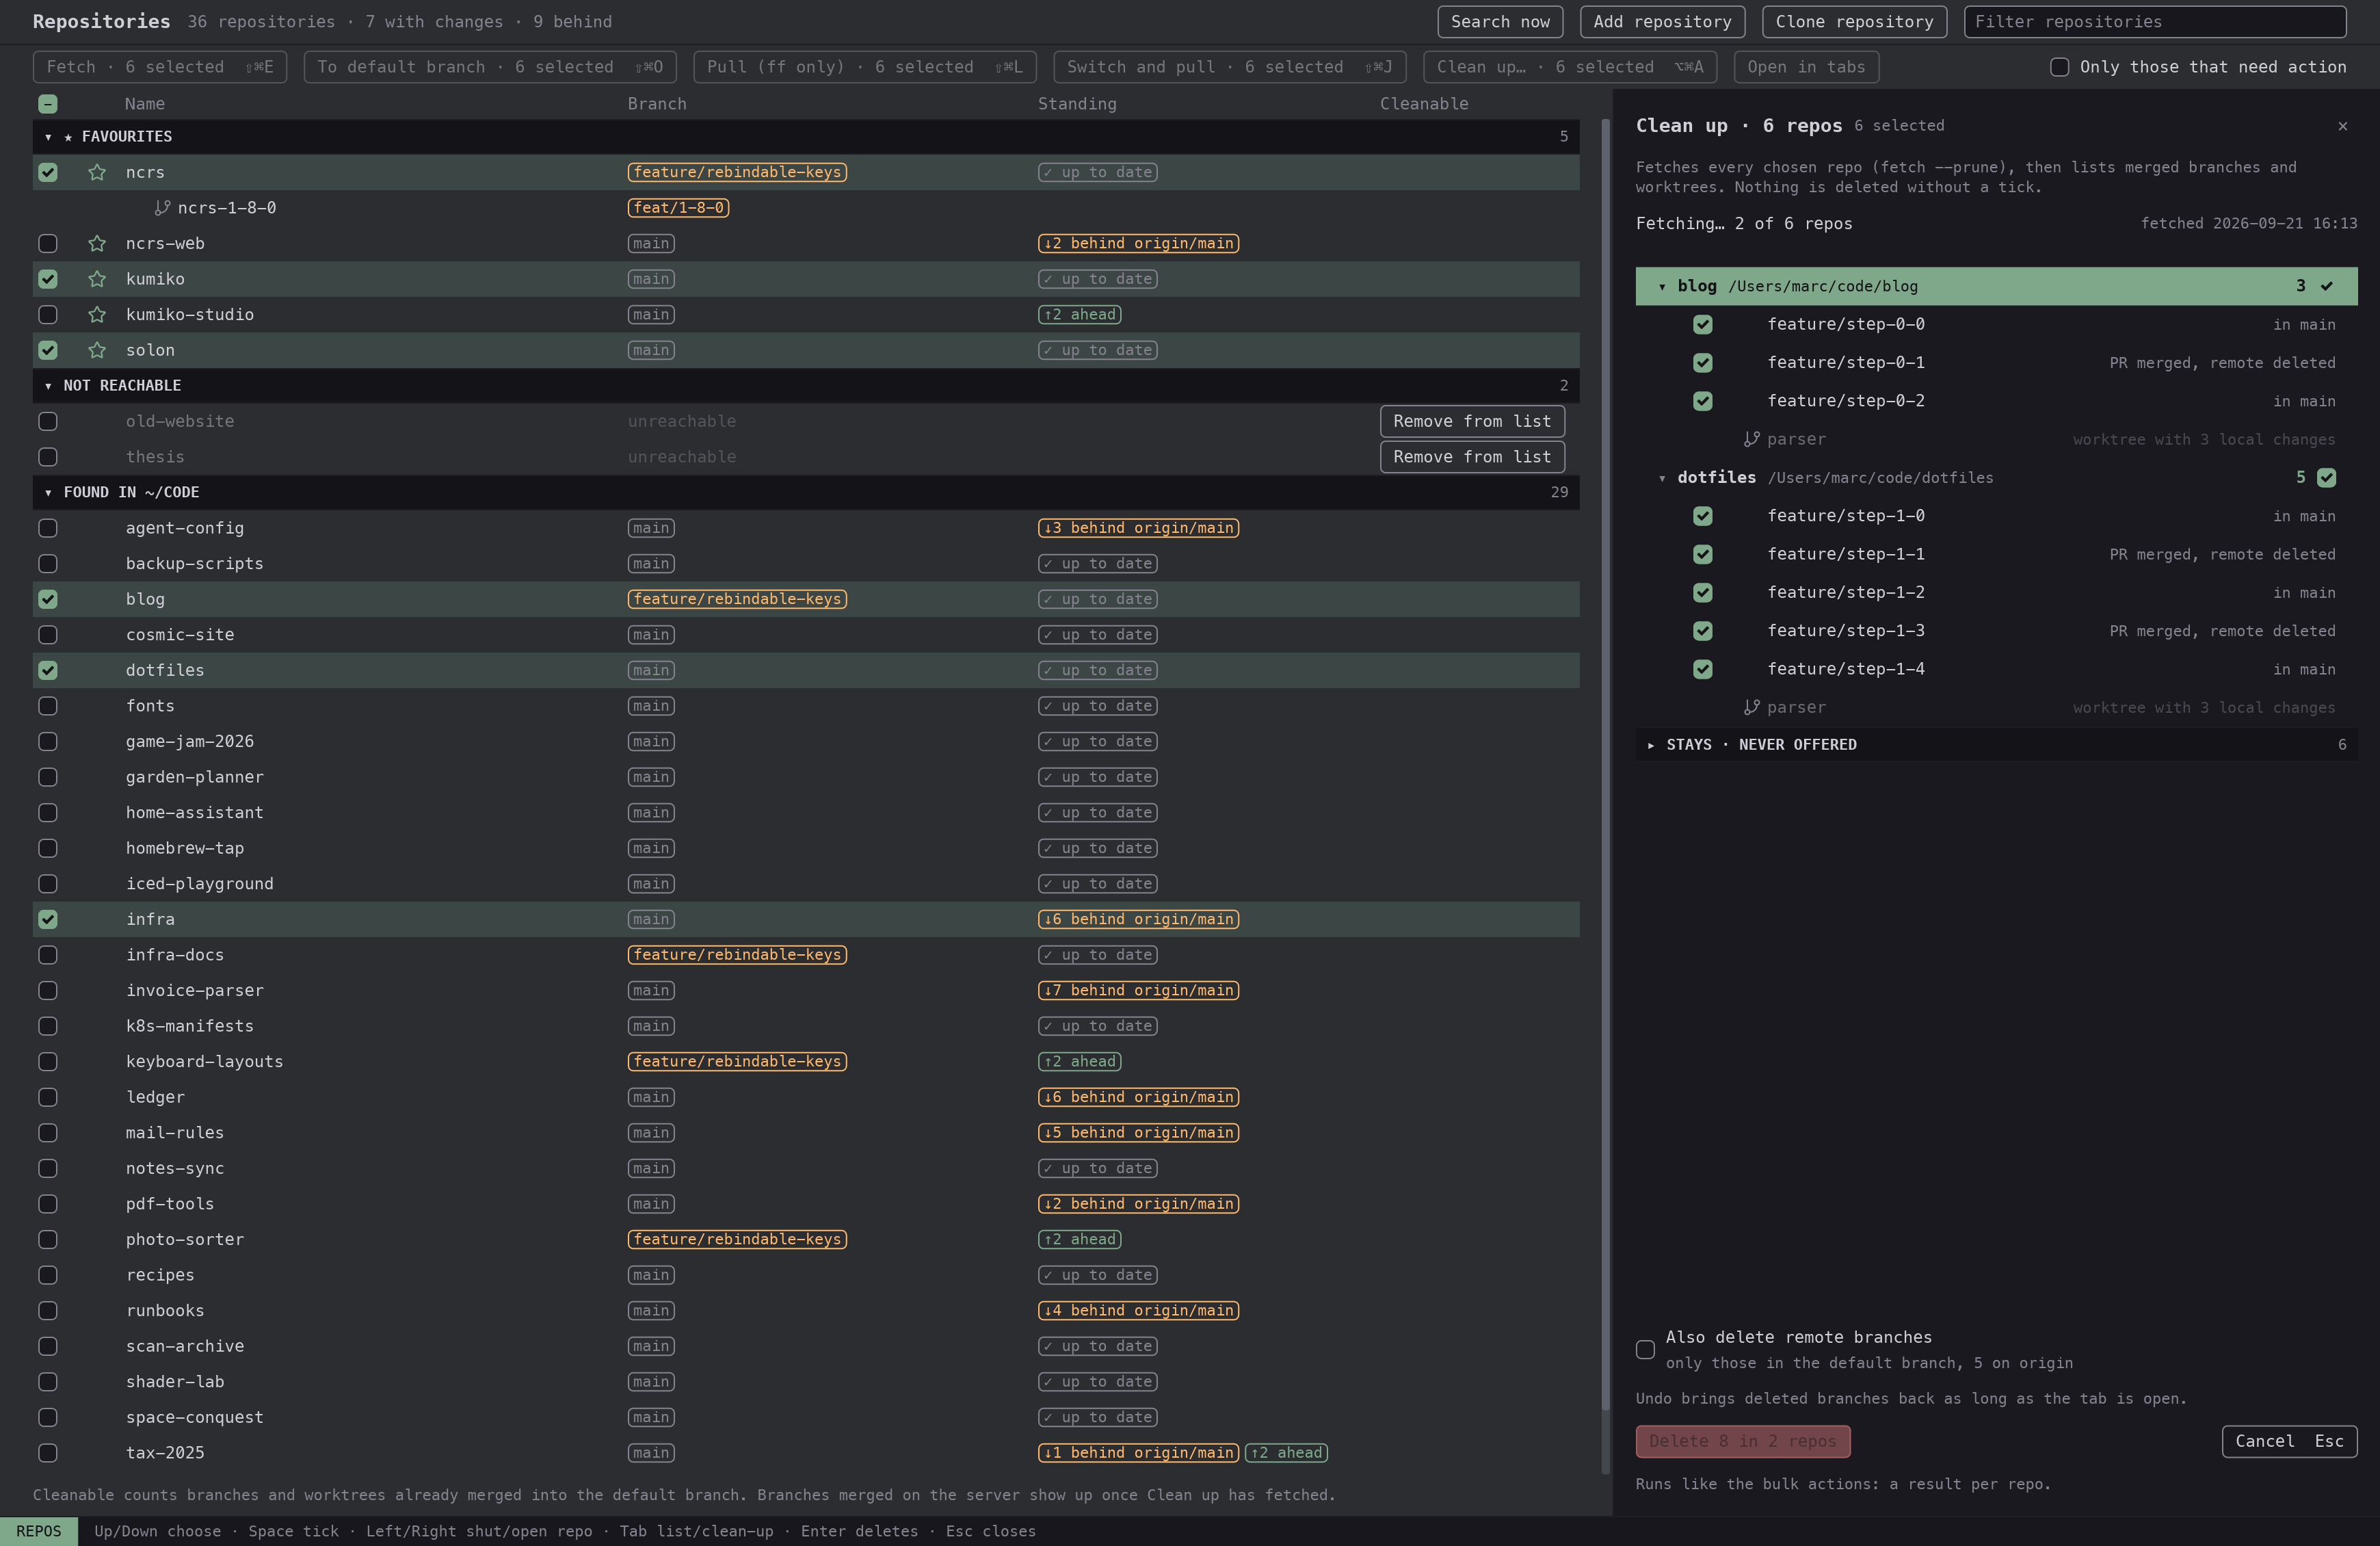 Repositories 36 repositories · 7 with changes · 9 behind
Search now Add repository Clone repository Filter repositories
Fetch · 6 selected ⇧⌘E To default branch · 6 selected ⇧⌘O Pull (ff only) · 6 selected ⇧⌘L Switch and pull · 6 selected ⇧⌘J Clean up… · 6 selected ⌥⌘A Open in tabs Only those that need action
Name Branch Standing Cleanable
▾ ★ FAVOURITES 5
ncrs feature/rebindable-keys ✓ up to date
ncrs-1-8-0 feat/1-8-0
ncrs-web main ↓2 behind origin/main
kumiko main ✓ up to date
kumiko-studio main ↑2 ahead
solon main ✓ up to date
▾ NOT REACHABLE 2
old-website unreachable Remove from list
thesis unreachable Remove from list
▾ FOUND IN ~/CODE 29
agent-config main ↓3 behind origin/main
backup-scripts main ✓ up to date
blog feature/rebindable-keys ✓ up to date
cosmic-site main ✓ up to date
dotfiles main ✓ up to date
fonts main ✓ up to date
game-jam-2026 main ✓ up to date
garden-planner main ✓ up to date
home-assistant main ✓ up to date
homebrew-tap main ✓ up to date
iced-playground main ✓ up to date
infra main ↓6 behind origin/main
infra-docs feature/rebindable-keys ✓ up to date
invoice-parser main ↓7 behind origin/main
k8s-manifests main ✓ up to date
keyboard-layouts feature/rebindable-keys ↑2 ahead
ledger main ↓6 behind origin/main
mail-rules main ↓5 behind origin/main
notes-sync main ✓ up to date
pdf-tools main ↓2 behind origin/main
photo-sorter feature/rebindable-keys ↑2 ahead
recipes main ✓ up to date
runbooks main ↓4 behind origin/main
scan-archive main ✓ up to date
shader-lab main ✓ up to date
space-conquest main ✓ up to date
tax-2025 main ↓1 behind origin/main ↑2 ahead
Cleanable counts branches and worktrees already merged into the default branch. Branches merged on the server show up once Clean up has fetched.
Clean up · 6 repos 6 selected ×
Fetches every chosen repo (fetch --prune), then lists merged branches and
worktrees. Nothing is deleted without a tick.
Fetching… 2 of 6 repos fetched 2026-09-21 16:13
▾ blog /Users/marc/code/blog 3
feature/step-0-0 in main
feature/step-0-1 PR merged, remote deleted
feature/step-0-2 in main
parser worktree with 3 local changes
▾ dotfiles /Users/marc/code/dotfiles 5
feature/step-1-0 in main
feature/step-1-1 PR merged, remote deleted
feature/step-1-2 in main
feature/step-1-3 PR merged, remote deleted
feature/step-1-4 in main
parser worktree with 3 local changes
▸ STAYS · NEVER OFFERED 6
Also delete remote branches
only those in the default branch, 5 on origin
Undo brings deleted branches back as long as the tab is open.
Delete 8 in 2 repos Cancel Esc
Runs like the bulk actions: a result per repo.
REPOS Up/Down choose · Space tick · Left/Right shut/open repo · Tab list/clean-up · Enter deletes · Esc closes